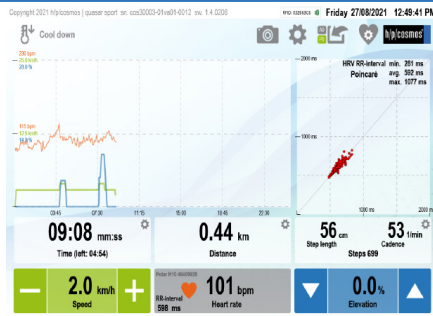 Copyright 2021 h/p/cosmos | quasar sport sn. cos30003-01va01-0012 sw. 1.4.0208
Friday 27/08/2021 12:49:41 PM
Cool down
h/p/cosmos
HRV RR-Interval min. 281 ms
Poincaré avg. 592 ms
max. 1077 ms
2000 ms
1000 ms
03:45 07:30 11:15 15:00 18:45 22:30
1000 ms 2000 ms
09:08 mm:ss
Time (left: 04:54)
0.44 km
Distance
56 cm 53 1/min
Step length Cadence
Steps 699
2.0 km/h
Speed
RR-Interval
598 ms
101 bpm
Heart rate
0.0%
Elevation